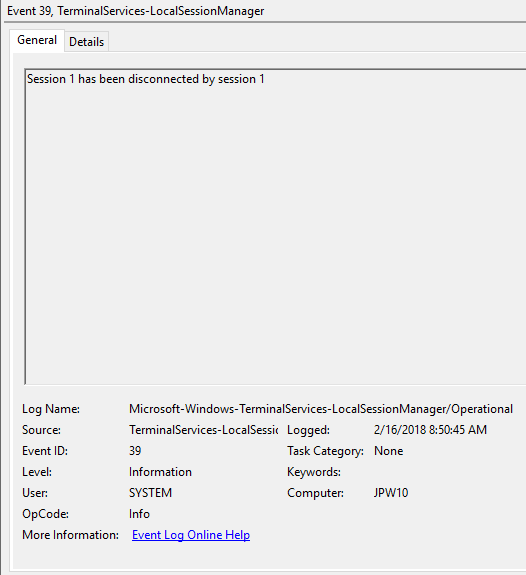 Event 39, TerminalServices-LocalSessionManager
General Details
Session 1 has been disconnected by session 1
Log Name: Microsoft-Windows-TerminalServices-LocalSessionManager/Operational
Source: TerminalServices-LocalSessic Logged: 2/16/2018 8:50:45 AM
Event ID: 39 Task Category: None
Level: Information Keywords:
User: SYSTEM Computer: JPW10
OpCode: Info
More Information: Event Log Online Help